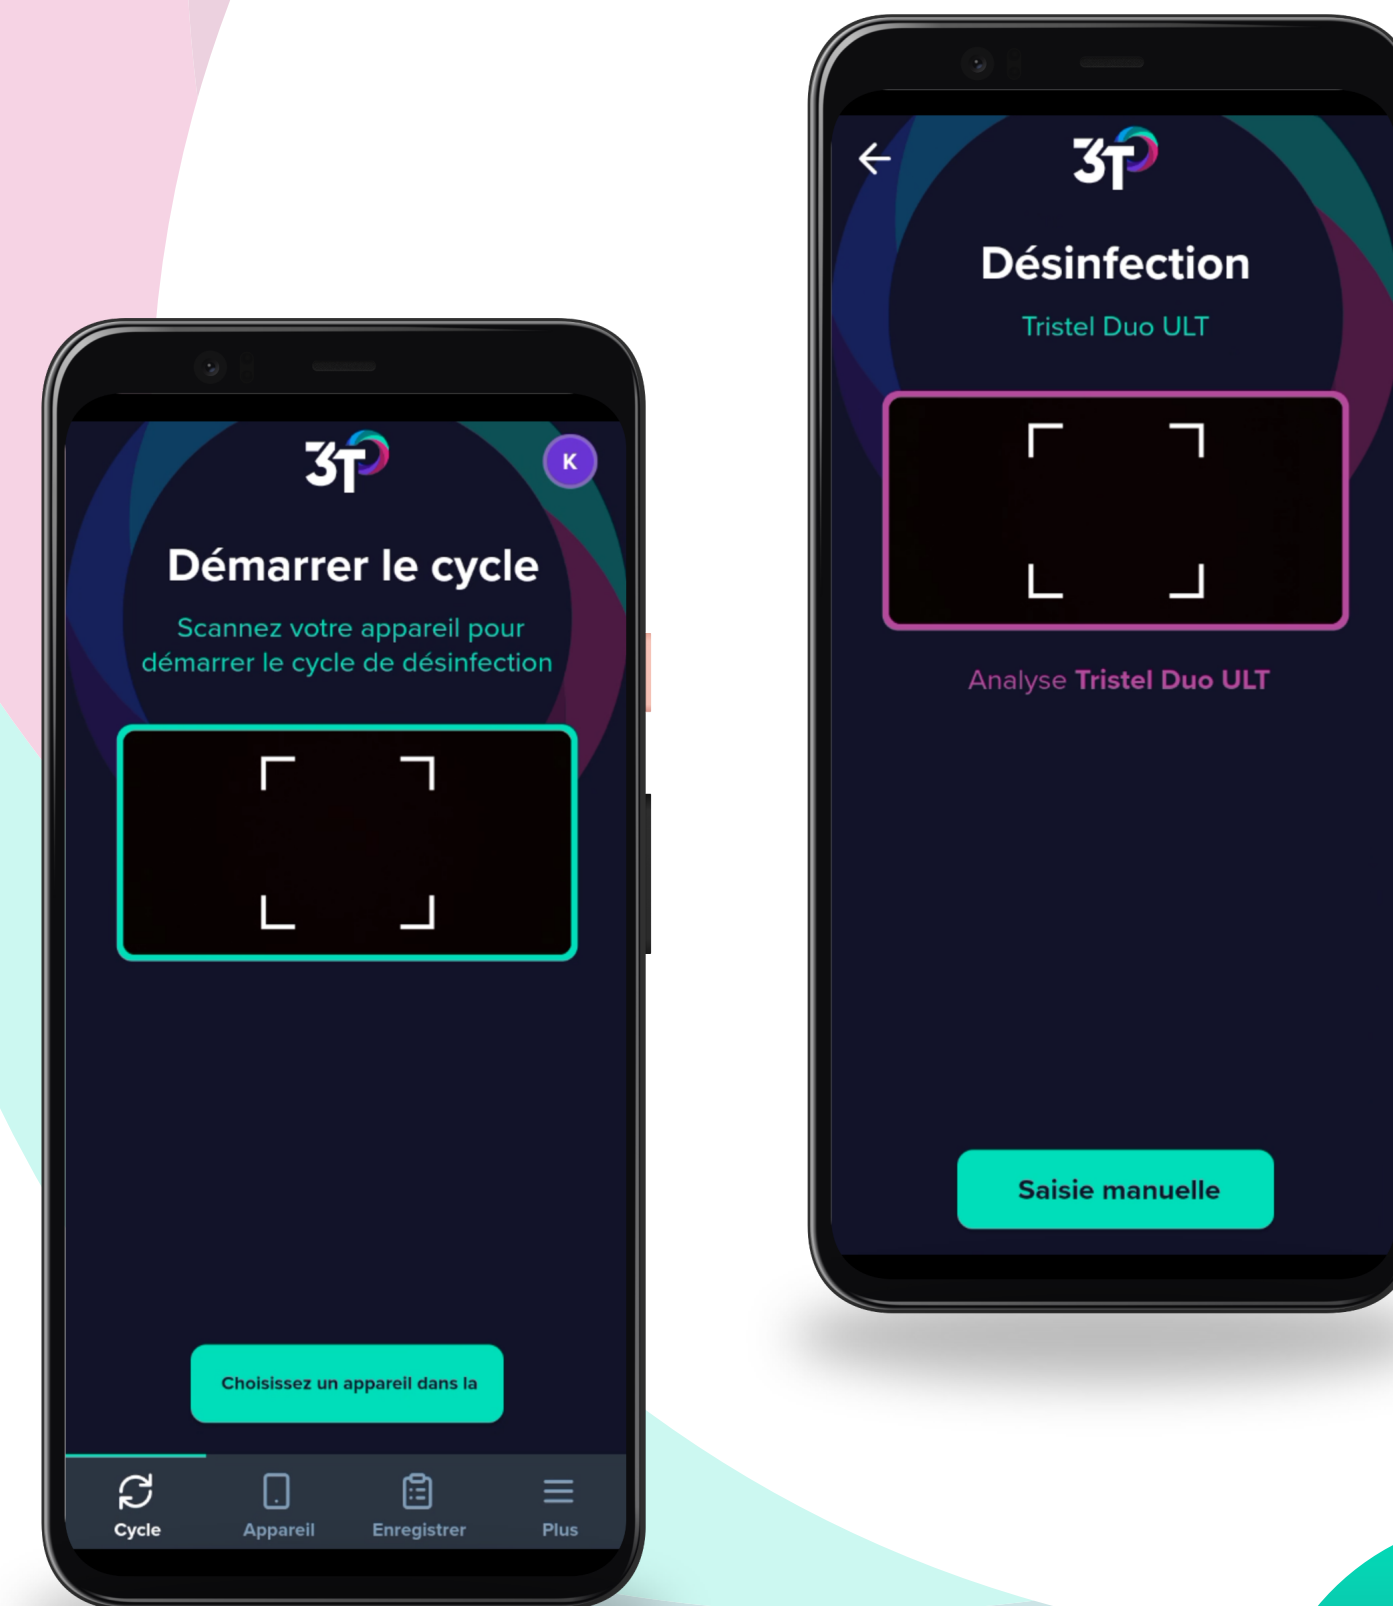 3T
K
Démarrer le cycle
Scannez votre appareil pour
démarrer le cycle de désinfection
Choisissez un appareil dans la
Cycle
Appareil
Enregistrer
Plus
3T
Désinfection
Tristel Duo ULT
Analyse Tristel Duo ULT
Saisie manuelle